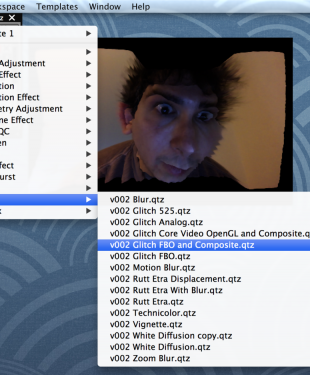 kspace Templates Window Help
z X
ce 1
Adjustment
Effect
tion
tion Effect
etry Adjustment
ne Effect
QC
en
fect
urst
v002 Blur.qtz
v002 Glitch 525.qtz
v002 Glitch Analog.qtz
v002 Glitch Core Video OpenGL and Composite.q
v002 Glitch FBO and Composite.qtz
v002 Glitch FBO.qtz
v002 Motion Blur.qtz
v002 Rutt Etra Displacement.qtz
v002 Rutt Etra With Blur.qtz
v002 Rutt Etra.qtz
v002 Technicolor.qtz
v002 Vignette.qtz
v002 White Diffusion copy.qtz
v002 White Diffusion.qtz
v002 Zoom Blur.qtz